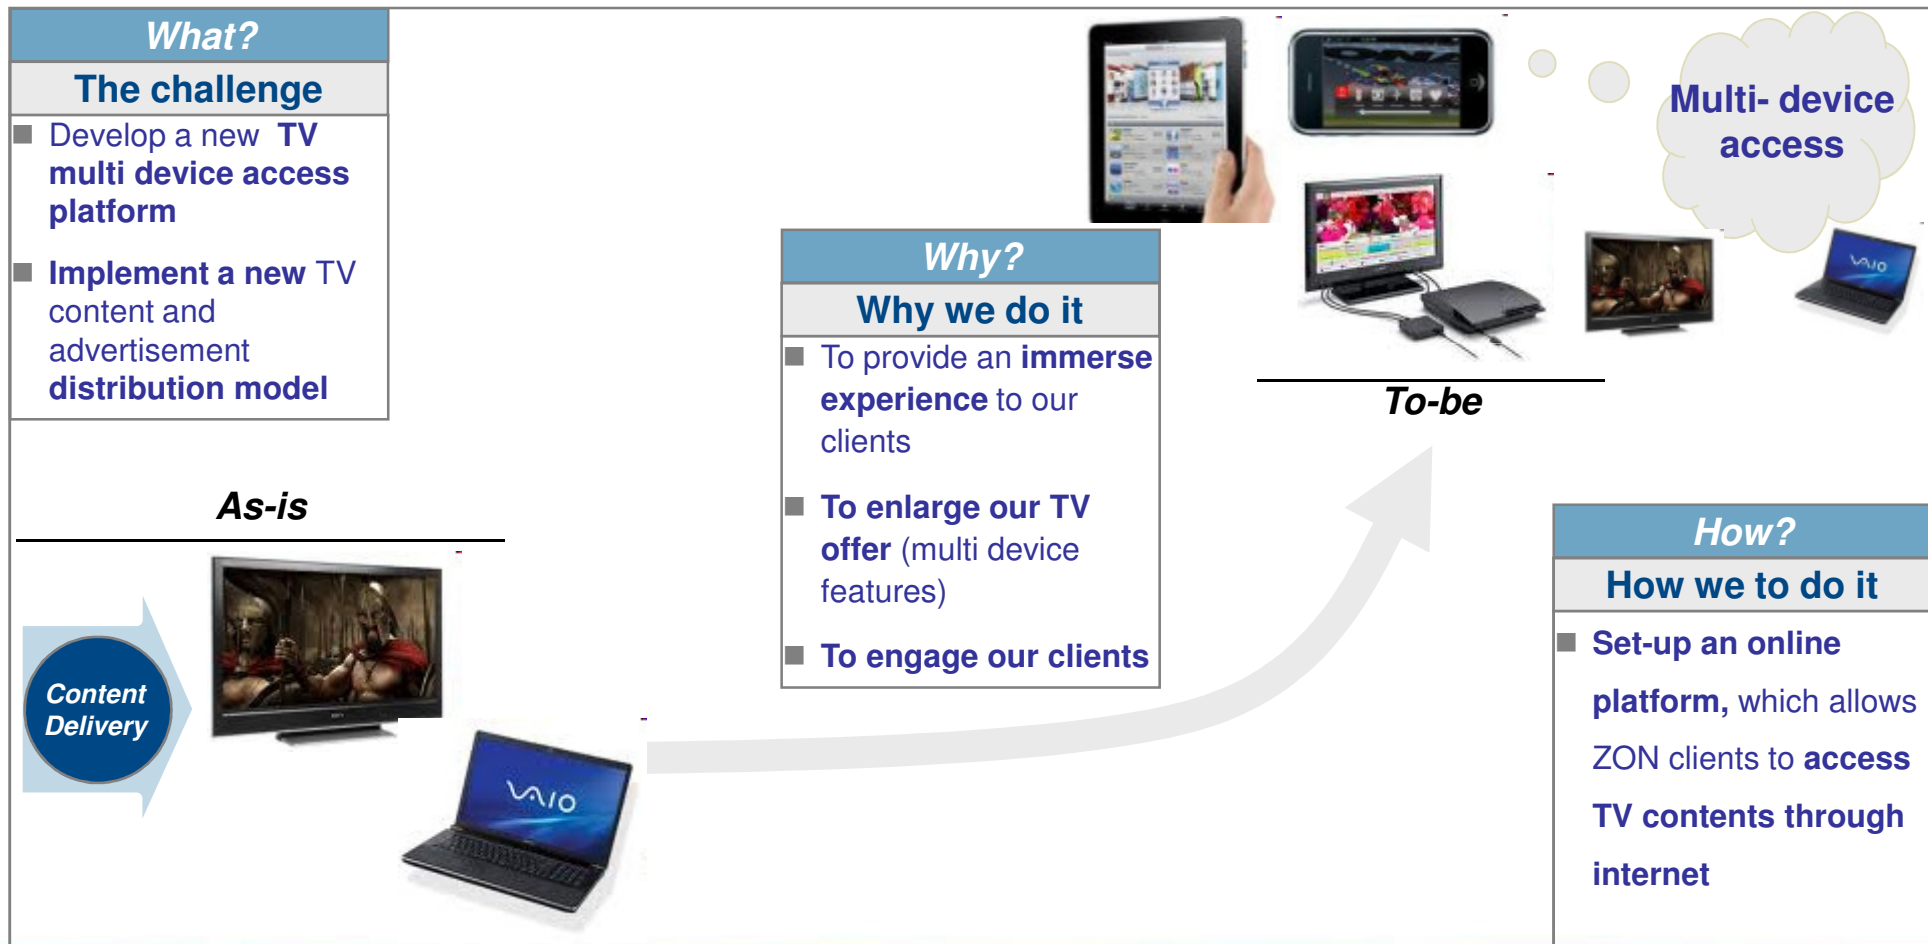 What?
The challenge
Develop a new TV
multi device access
platform
Implement a new TV
content and
advertisement
distribution model
As-is
Content
Delivery
VAIO
Why?
Why we do it
To provide an immerse
experience to our
clients
To enlarge our TV
offer (multi device
features)
To engage our clients
Multi- device
access
VAIO
To-be
How?
How we to do it
Set-up an online
platform, which allows
ZON clients to access
TV contents through
internet